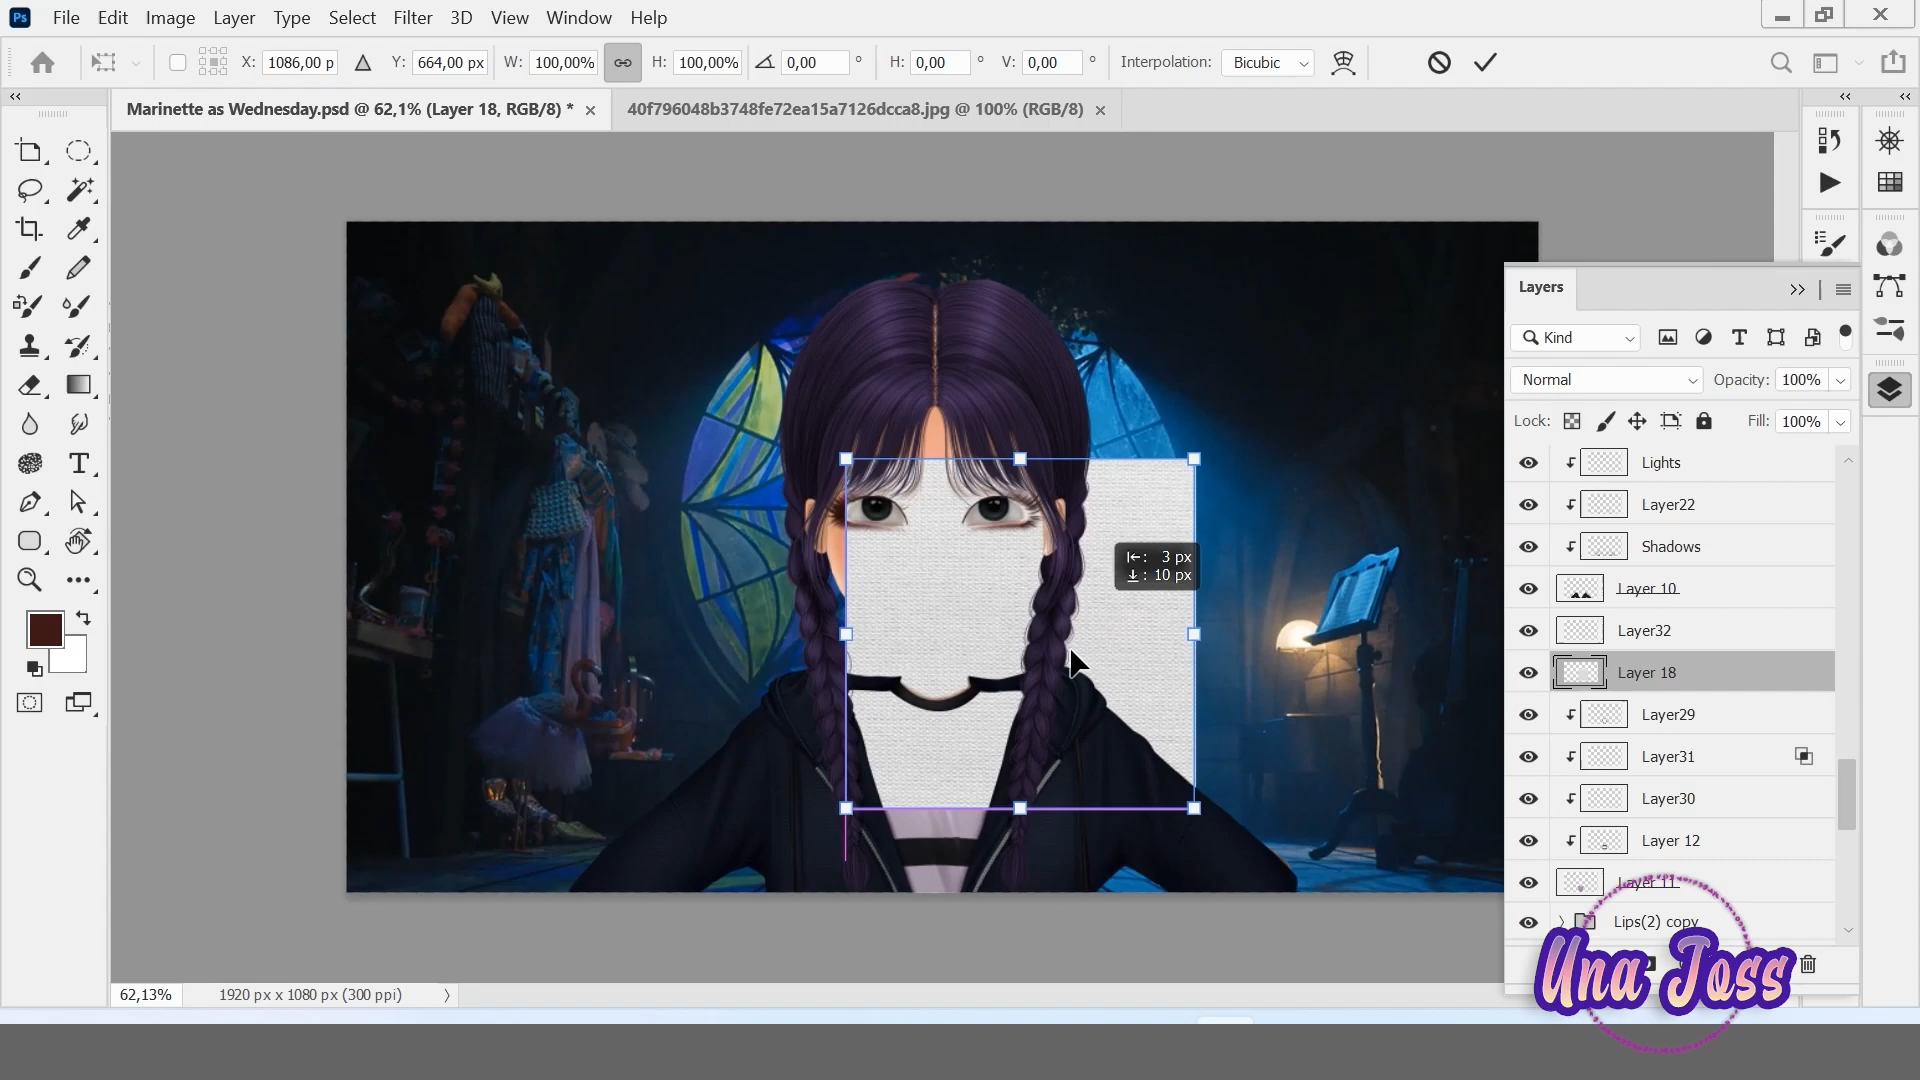 Ps File Edit Image Layer Type Select Filter 3D View Window Help
X: 1086,00 p Y: 664,00 px W: 100,00% H: 100,00% 0,00 ° H: 0,00 ° V: 0,00 ° Interpolation: Bicubic
Marinette as Wednesday.psd @ 62,1% (Layer 18, RGB/8) * 40f796048b3748fe72ea15a7126dcca8.jpg @ 100% (RGB/8)
Layers
Kind
Normal Opacity: 100%
Lock: Fill: 100%
Lights
Layer22
Shadows
Layer 10
Layer32
Layer 18
Layer29
Layer31
Layer30
Layer 12
Layer 11
Lips(2) copy
3 px
10 px
Una Joss
62,13% 1920 px x 1080 px (300 ppi)